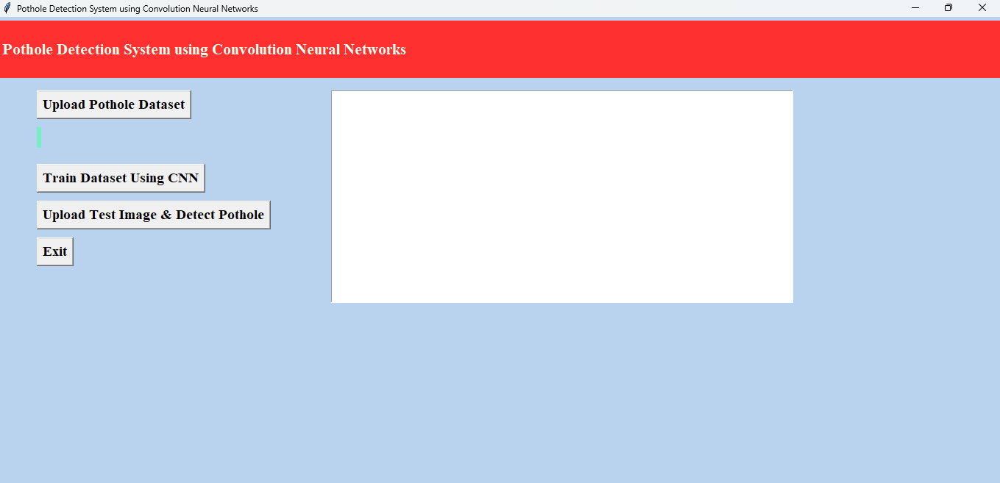 Pothole Detection System using Convolution Neural Networks
Pothole Detection System using Convolution Neural Networks
Upload Pothole Dataset
Train Dataset Using CNN
Upload Test Image & Detect Pothole
Exit